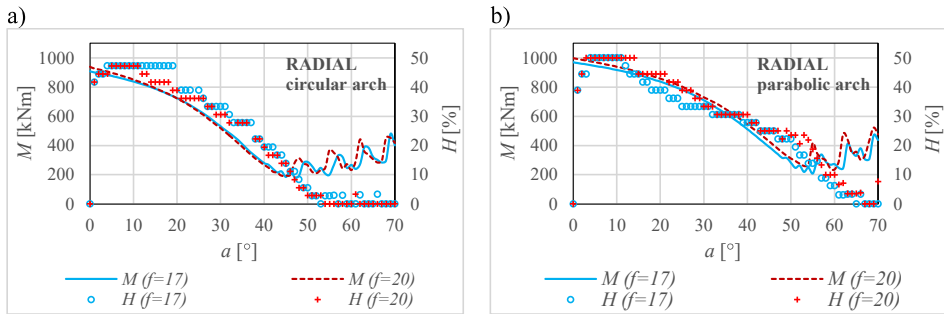 a)
RADIAL
circular arch
M [kNm]
1000
800
600
400
200
0
H [%]
50
40
30
20
10
0
0 10 20 30 40 50 60 70
a [°]
M (f=17) M (f=20)
H (f=17) H (f=20)
b)
RADIAL
parabolic arch
M [kNm]
1000
800
600
400
200
0
H [%]
50
40
30
20
10
0
0 10 20 30 40 50 60 70
a [°]
M (f=17) M (f=20)
H (f=17) H (f=20)